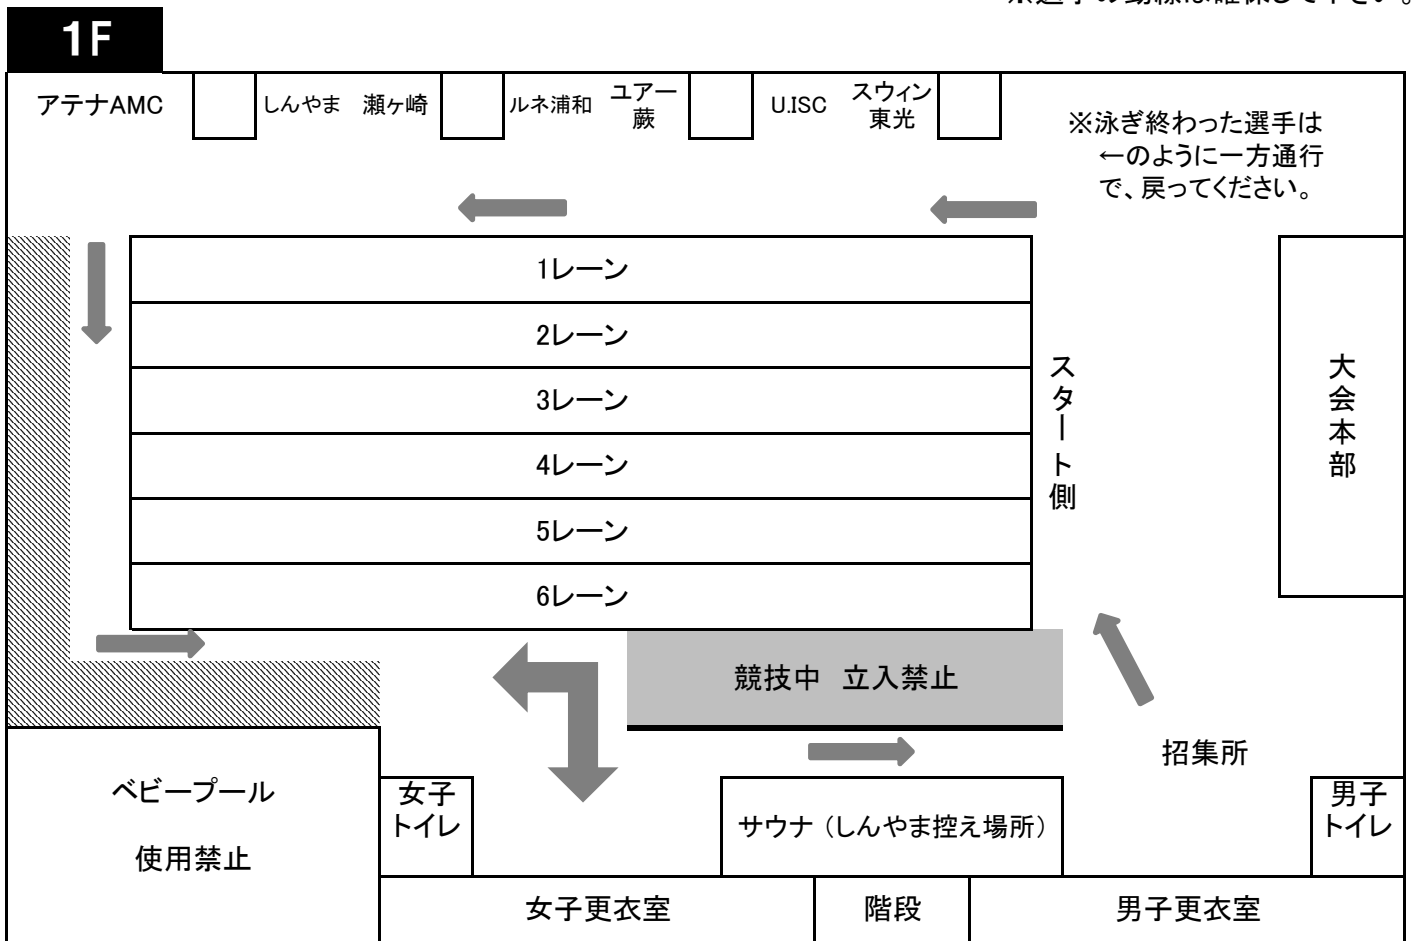 1F
アテナAMC
しんやま
瀬ヶ崎
ルネ浦和
ユアー
蕨
U.ISC
スウィン
東光
※泳ぎ終わった選手は
←のように一方通行
で、戻ってください。
1レーン
2レーン
3レーン
4レーン
5レーン
6レーン
スタート側
大会本部
競技中　立入禁止
招集所
ベビープール
使用禁止
女子
トイレ
サウナ（しんやま控え場所）
男子
トイレ
女子更衣室
階段
男子更衣室